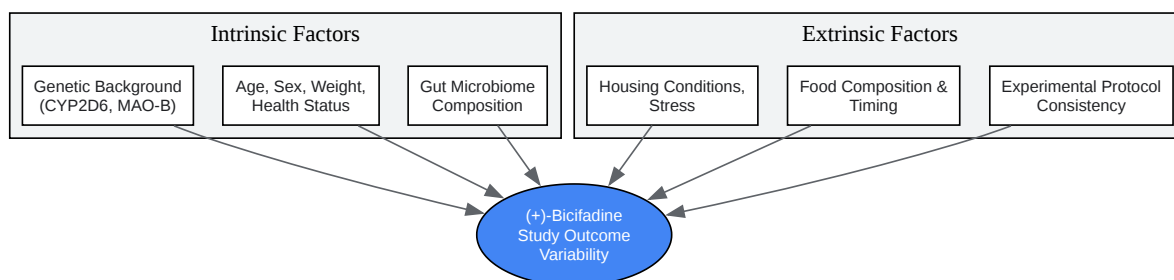 Intrinsic Factors
Genetic Background
(CYP2D6, MAO-B)
Age, Sex, Weight,
Health Status
Gut Microbiome
Composition
Extrinsic Factors
Housing Conditions,
Stress
Food Composition &
Timing
Experimental Protocol
Consistency
(+)-Bicifadine
Study Outcome
Variability